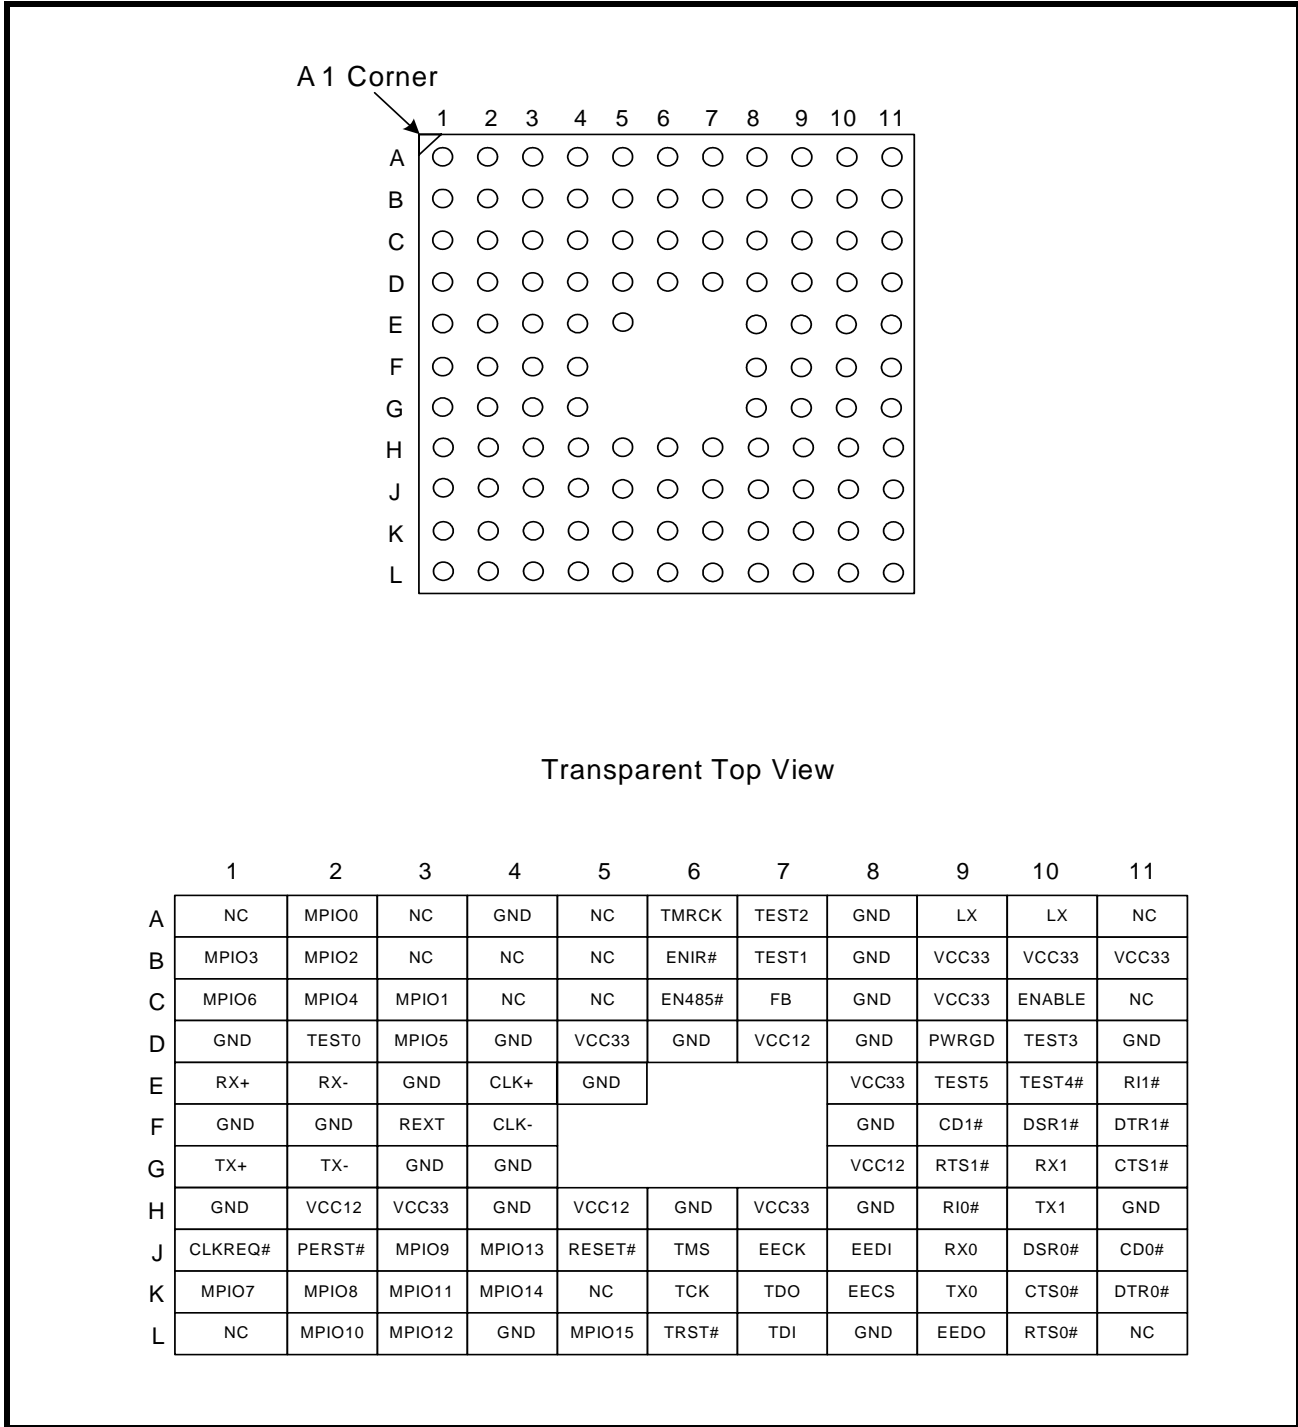 A 1 Corner
1 2 3 4 5 6 7 8 9 10 11
A
B
C
D
E
F
G
H
J
K
L
Transparent Top View
1 2 3 4 5 6 7 8 9 10 11
A NC MPIO0 NC GND NC TMRCK TEST2 GND LX LX NC
B MPIO3 MPIO2 NC NC NC ENIR# TEST1 GND VCC33 VCC33 VCC33
C MPIO6 MPIO4 MPIO1 NC NC EN485# FB GND VCC33 ENABLE NC
D GND TEST0 MPIO5 GND VCC33 GND VCC12 GND PWRGD TEST3 GND
E RX+ RX- GND CLK+ GND VCC33 TEST5 TEST4# RI1#
F GND GND REXT CLK- GND CD1# DSR1# DTR1#
G TX+ TX- GND GND VCC12 RTS1# RX1 CTS1#
H GND VCC12 VCC33 GND VCC12 GND VCC33 GND RI0# TX1 GND
J CLKREQ# PERST# MPIO9 MPIO13 RESET# TMS EECK EEDI RX0 DSR0# CD0#
K MPIO7 MPIO8 MPIO11 MPIO14 NC TCK TDO EECS TX0 CTS0# DTR0#
L NC MPIO10 MPIO12 GND MPIO15 TRST# TDI GND EEDO RTS0# NC